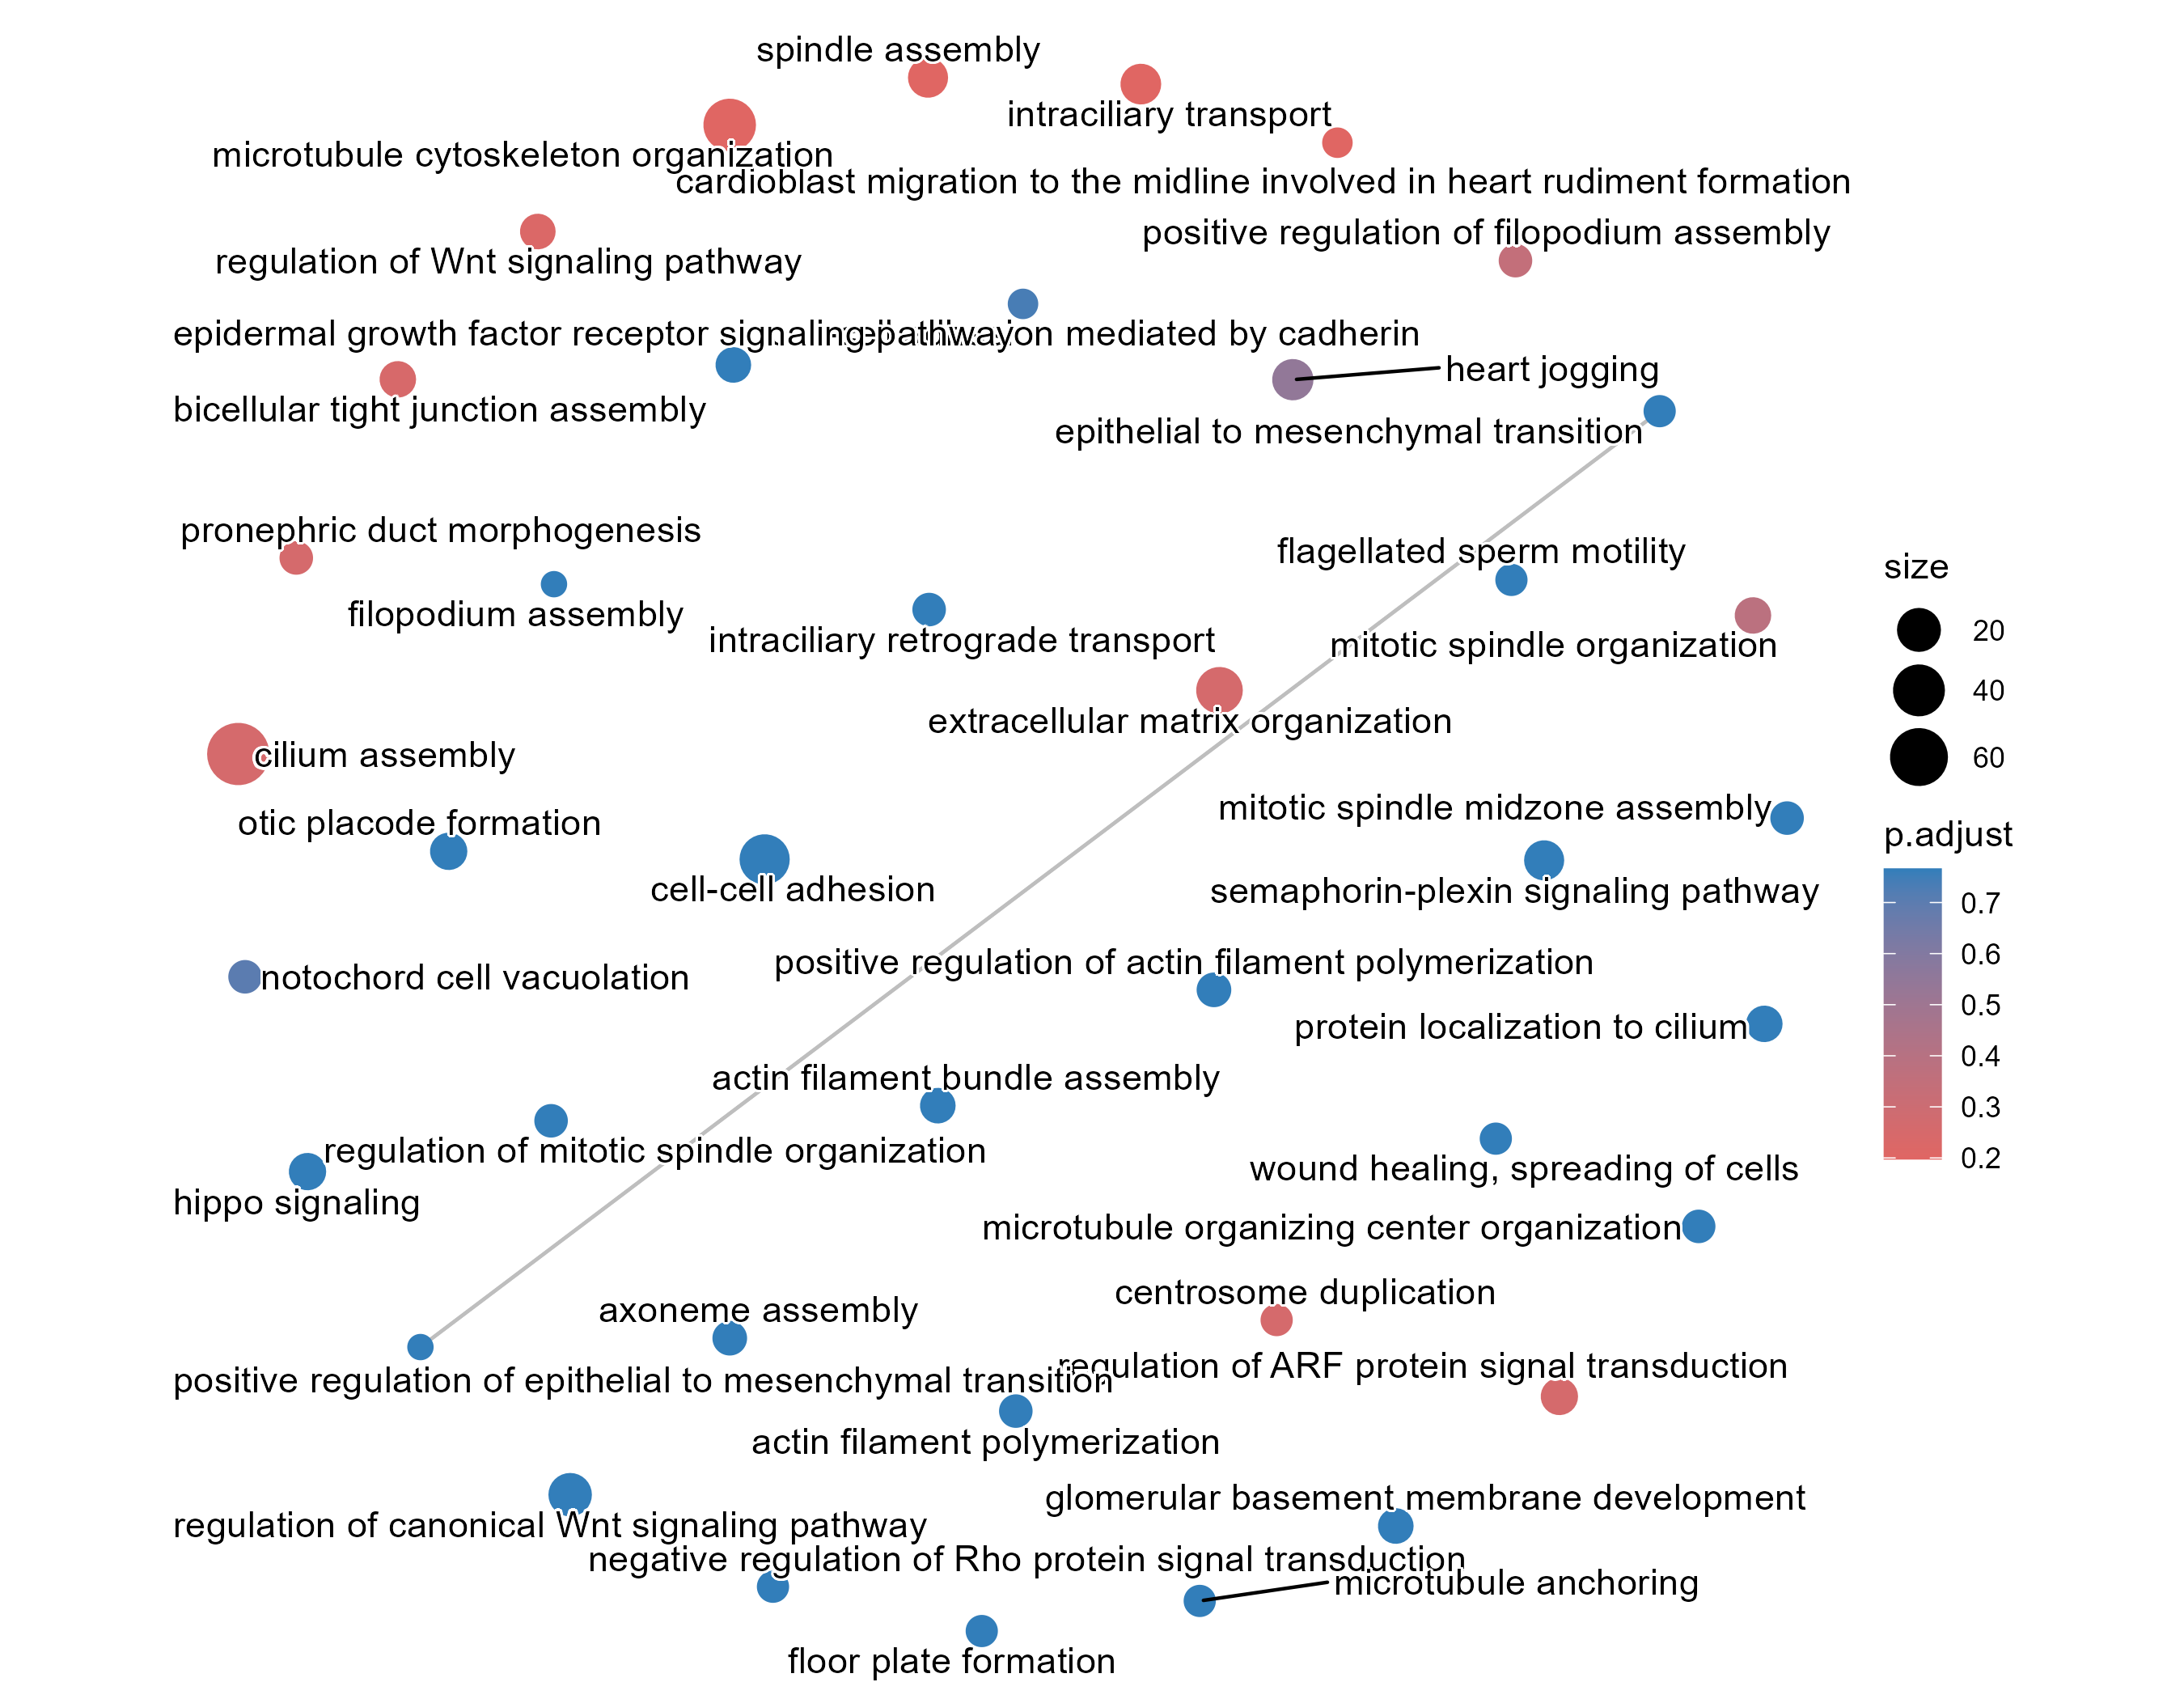 spindle assembly
intraciliary transport
microtubule cytoskeleton organization
cardioblast migration to the midline involved in heart rudiment formation
positive regulation of filopodium assembly
regulation of Wnt signaling pathway
epidermal growth factor receptor signaling pathway
mediated by cadherin
heart jogging
bicellular tight junction assembly
epithelial to mesenchymal transition
pronephric duct morphogenesis
flagellated sperm motility
filopodium assembly
intraciliary retrograde transport
mitotic spindle organization
extracellular matrix organization
cilium assembly
mitotic spindle midzone assembly
otic placode formation
cell-cell adhesion
semaphorin-plexin signaling pathway
positive regulation of actin filament polymerization
notochord cell vacuolation
protein localization to cilium
actin filament bundle assembly
regulation of mitotic spindle organization
wound healing, spreading of cells
hippo signaling
microtubule organizing center organization
centrosome duplication
axoneme assembly
regulation of ARF protein signal transduction
positive regulation of epithelial to mesenchymal transition
actin filament polymerization
glomerular basement membrane development
regulation of canonical Wnt signaling pathway
negative regulation of Rho protein signal transduction
microtubule anchoring
floor plate formation
size
20
40
60
p.adjust
0.7
0.6
0.5
0.4
0.3
0.2